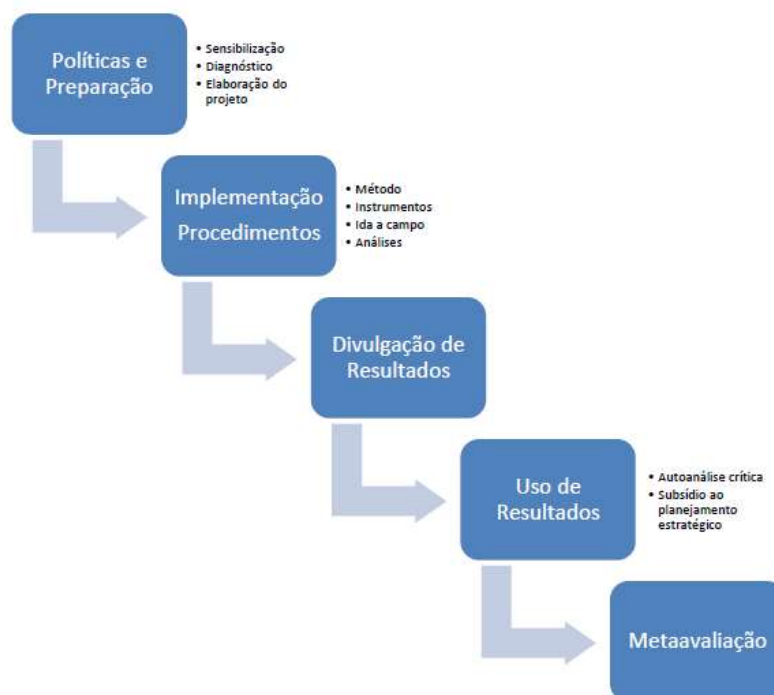 Políticas e
Preparação
• Sensibilização
• Diagnóstico
• Elaboração do
projeto
Implementação
Procedimentos
• Método
• Instrumentos
• Ida a campo
• Análises
Divulgação de
Resultados
Uso de
Resultados
• Autoanálise crítica
• Subsídio ao
planejamento
estratégico
Metaavaliação